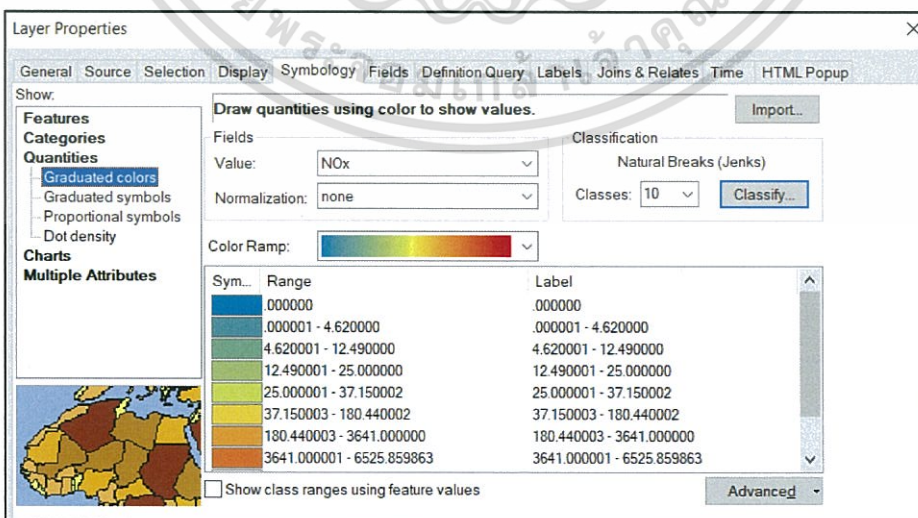 Layer Properties
General Source Selection Display Symbology Fields Definition Query Labels Joins & Relates Time HTML Popup
Show:
Features
Categories
Quantities
Graduated colors
Graduated symbols
Proportional symbols
Dot density
Charts
Multiple Attributes
Draw quantities using color to show values.
Import...
Fields
Value: NOx
Normalization: none
Classification
Natural Breaks (Jenks)
Classes: 10
Classify...
Color Ramp:
Sym... Range Label
.000000 .000000
.000001 - 4.620000 .000001 - 4.620000
4.620001 - 12.490000 4.620001 - 12.490000
12.490001 - 25.000000 12.490001 - 25.000000
25.000001 - 37.150002 25.000001 - 37.150002
37.150003 - 180.440002 37.150003 - 180.440002
180.440003 - 3641.000000 180.440003 - 3641.000000
3641.000001 - 6525.859863 3641.000001 - 6525.859863
Show class ranges using feature values
Advanced